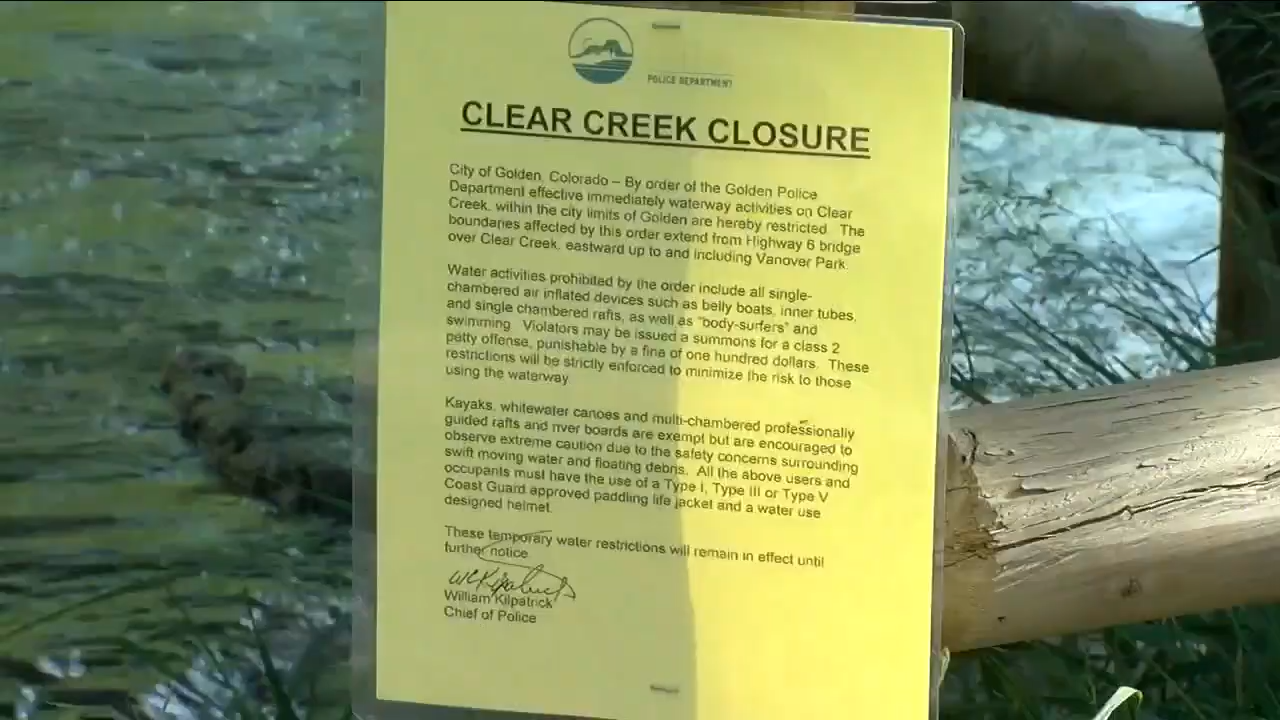 POLICE DEPARTMENT
CLEAR CREEK CLOSURE
City of Golden, Colorado – By order of the Golden Police
Department effective immediately waterway activities on Clear
Creek, within the city limits of Golden are hereby restricted. The
boundaries affected by this order extend from Highway 6 bridge
over Clear Creek, eastward up to and including Vanover Park.
Water activities prohibited by the order include all single-
chambered air inflated devices such as belly boats, inner tubes,
and single chambered rafts, as well as "body-surfers" and
swimming. Violators may be issued a summons for a class 2
petty offense, punishable by a fine of one hundred dollars. These
restrictions will be strictly enforced to minimize the risk to those
using the waterway.
Kayaks, whitewater canoes and multi-chambered professionally
guided rafts and river boards are exempt but are encouraged to
observe extreme caution due to the safety concerns surrounding
swift moving water and floating debris. All the above users and
occupants must have the use of a Type I, Type III or Type V
Coast Guard approved paddling life jacket and a water use
designed helmet.
These temporary water restrictions will remain in effect until
further notice.
WCKilpatrick
William Kilpatrick
Chief of Police